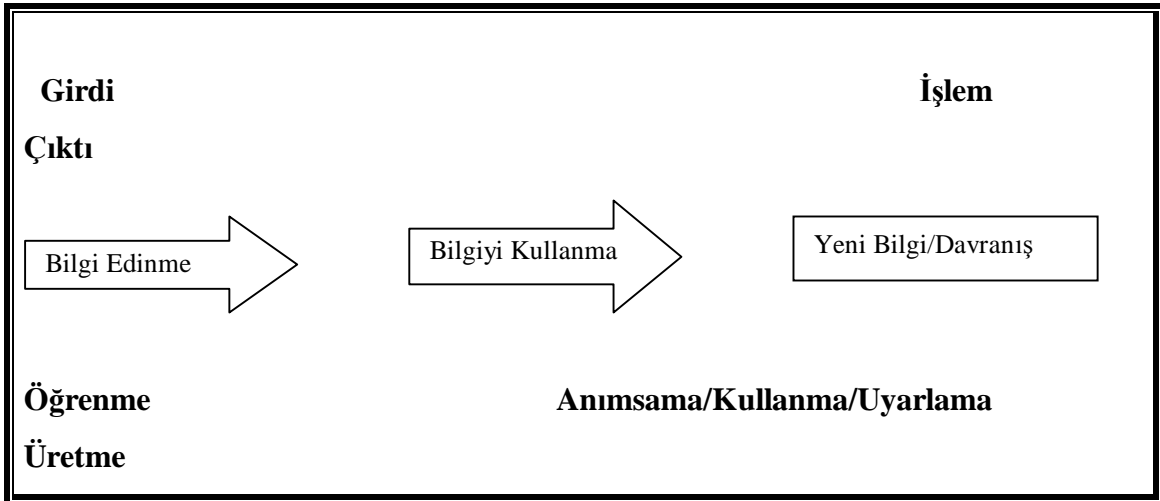 Girdi İşlem
Çıktı
Bilgi Edinme Bilgiyi Kullanma Yeni Bilgi/Davranış
Öğrenme Anımsama/Kullanma/Uyarlama
Üretme